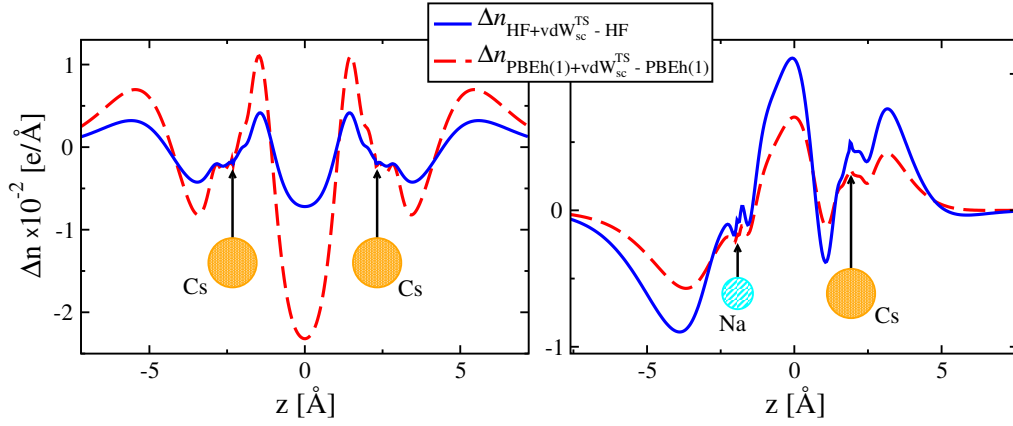 Δn_HF+vdW_sc^TS - HF
Δn_PBEh(1)+vdW_sc^TS - PBEh(1)
Δn x10^-2 [e/Å]
1
0
-1
-2
Cs
Cs
-5
0
5
z [Å]
0
-1
Na
Cs
-5
0
5
z [Å]